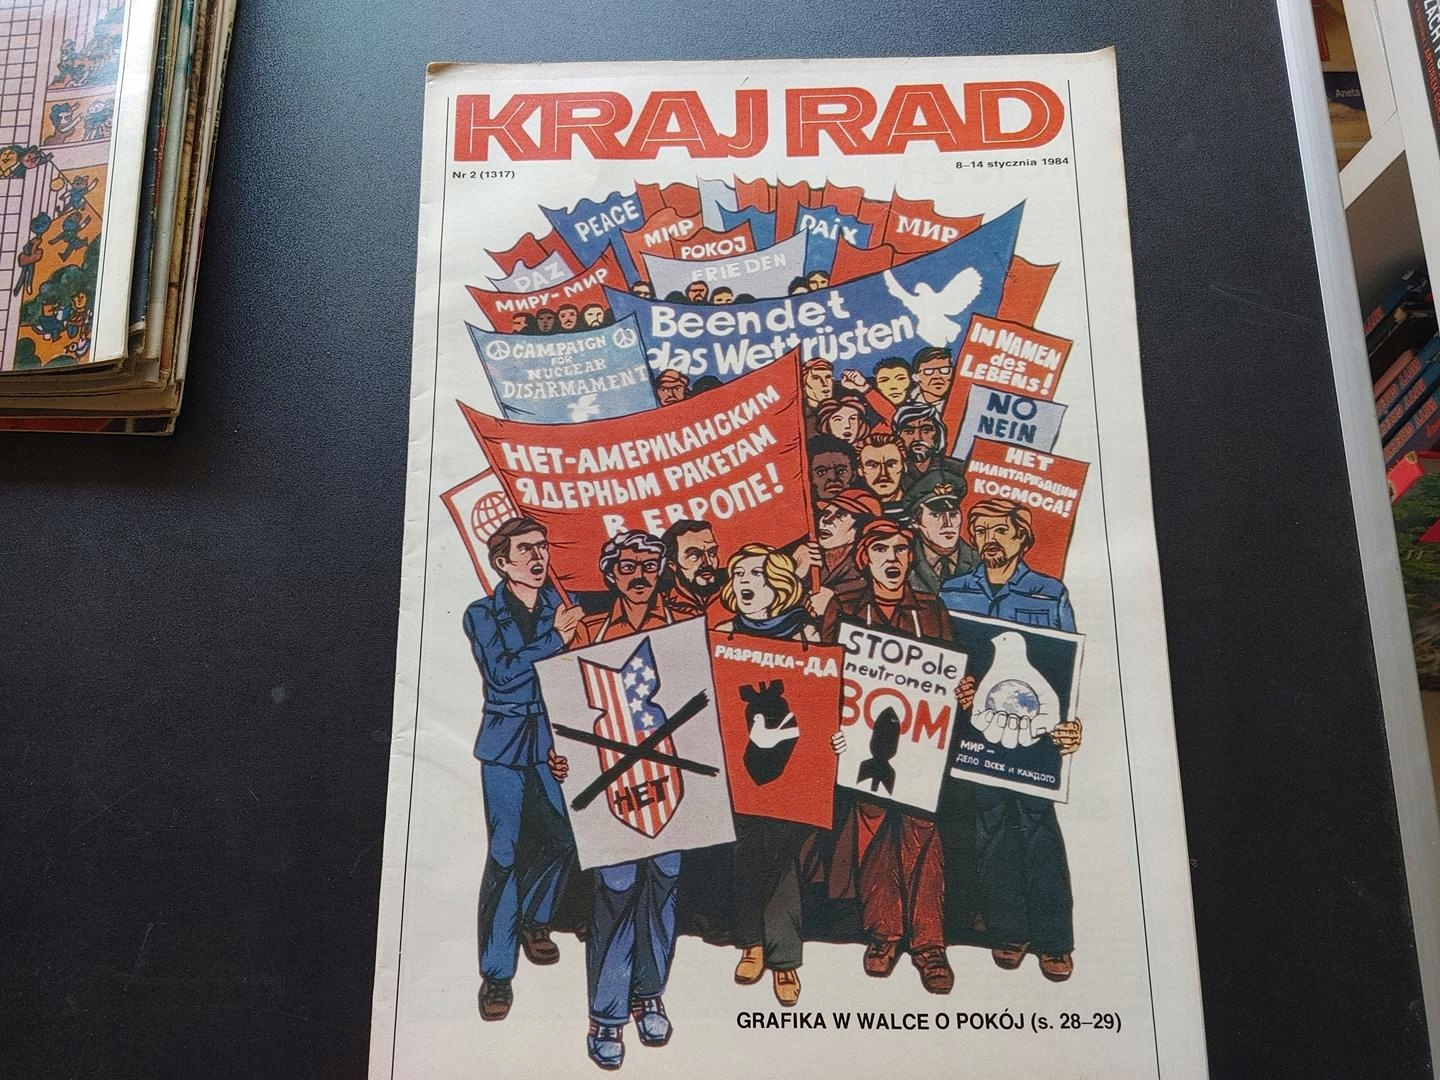 KRAJ RAD
Nr 2 (1317)
8–14 stycznia 1984
PEACE
МИР
POKOJ
PAiX
МИР
PAZ
FRIEDEN
МИРУ-МИР
Beendet
das Wettrüsten
CAMPAIGN
FOR
NUCLEAR
DISARMAMENT
IM NAMEN
des
LEBENS!
NO
NEIN
НЕТ-АМЕРИКАНСКИМ
ЯДЕРНЫМ РАКЕТАМ
В ЕВРОПЕ!
НЕТ
МИЛИТАРИЗАЦИИ
КОСМОСА!
НЕТ
РАЗРЯДКА-ДА
STOP de
neutronen
BOM
МИР –
ДЕЛО ВСЕХ И КАЖДОГО
GRAFIKA W WALCE O POKÓJ (s. 28–29)
Aneta